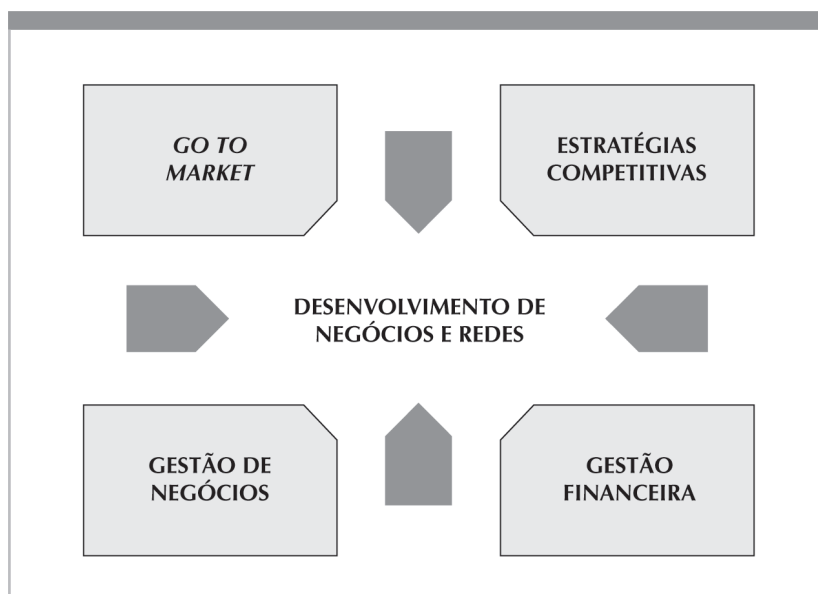 GO TO
MARKET
ESTRATÉGIAS
COMPETITIVAS
DESENVOLVIMENTO DE
NEGÓCIOS E REDES
GESTÃO DE
NEGÓCIOS
GESTÃO
FINANCEIRA